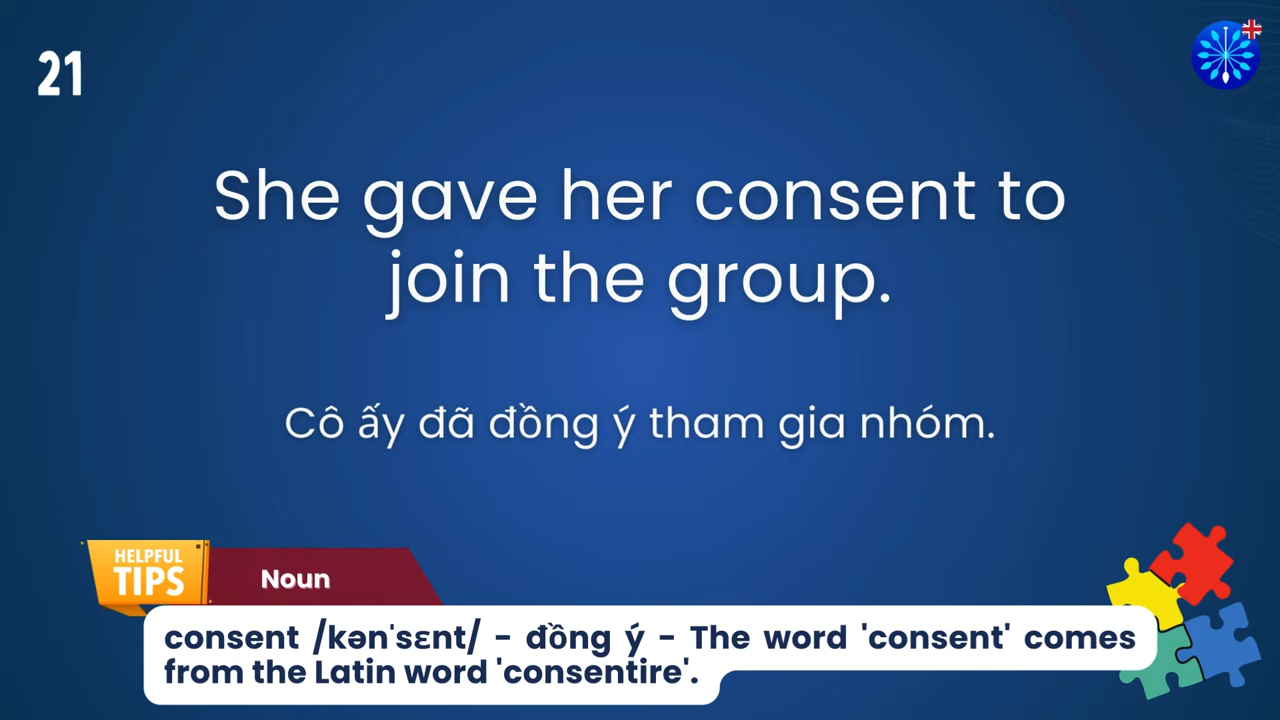 21
She gave her consent to
join the group.
Cô ấy đã đồng ý tham gia nhóm.
HELPFUL
TIPS
Noun
consent /kənˈsɛnt/ - đồng ý - The word 'consent' comes
from the Latin word 'consentire'.